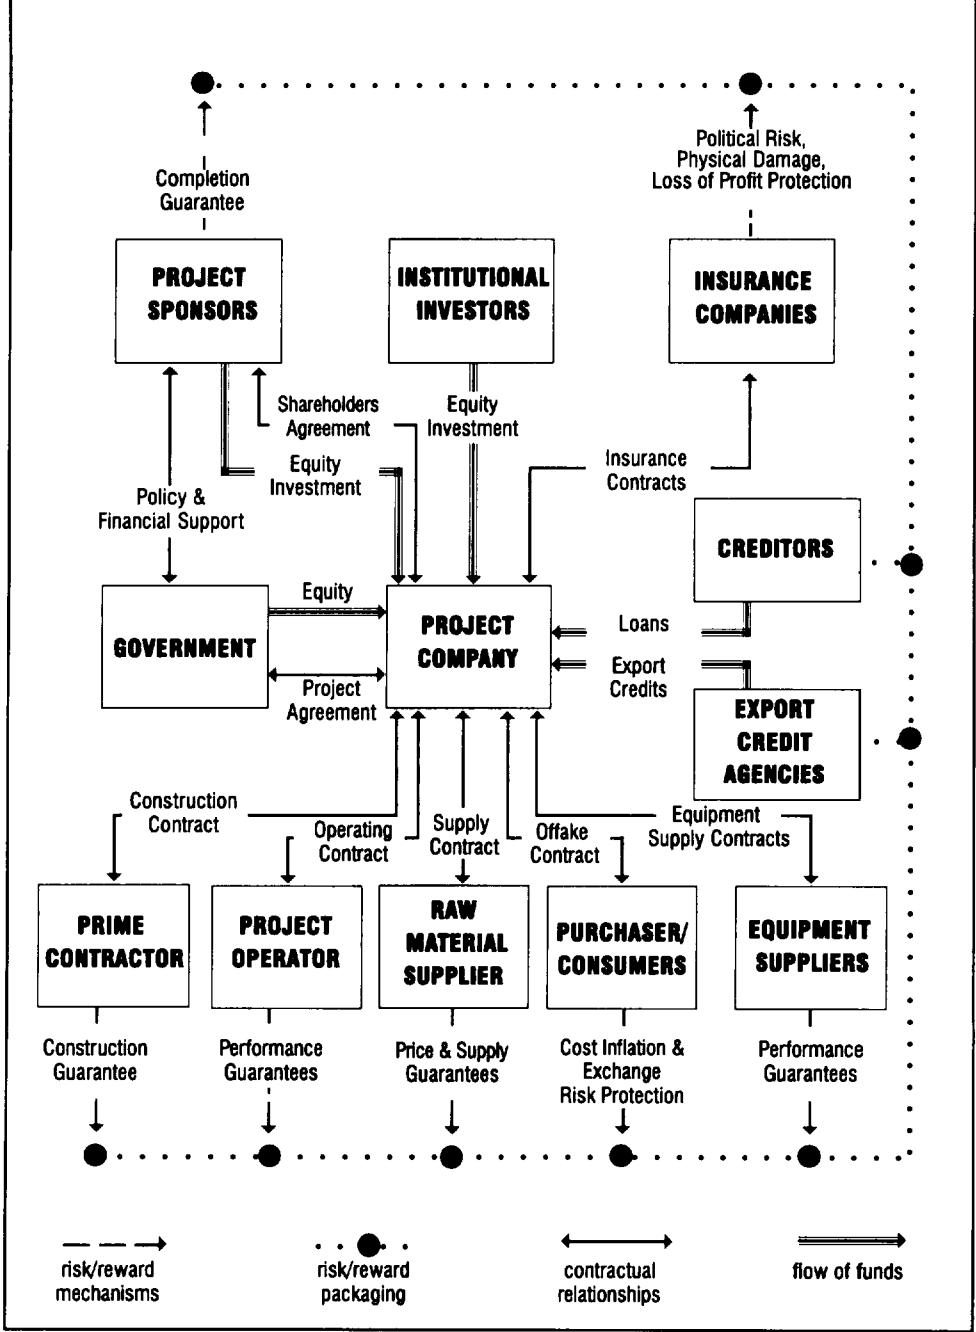 Political Risk,
Physical Damage,
Loss of Profit Protection
Completion
Guarantee
PROJECT
SPONSORS
INSTITUTIONAL
INVESTORS
INSURANCE
COMPANIES
Shareholders
Agreement
Equity
Investment
Equity
Investment
Insurance
Contracts
Policy &
Financial Support
CREDITORS
Equity
GOVERNMENT
PROJECT
COMPANY
Loans
Export
Credits
Project
Agreement
EXPORT
CREDIT
AGENCIES
Construction
Contract
Operating
Contract
Supply
Contract
Offake
Contract
Equipment
Supply Contracts
PRIME
CONTRACTOR
PROJECT
OPERATOR
RAW
MATERIAL
SUPPLIER
PURCHASER/
CONSUMERS
EQUIPMENT
SUPPLIERS
Construction
Guarantee
Performance
Guarantees
Price & Supply
Guarantees
Cost Inflation &
Exchange
Risk Protection
Performance
Guarantees
risk/reward
mechanisms
risk/reward
packaging
contractual
relationships
flow of funds